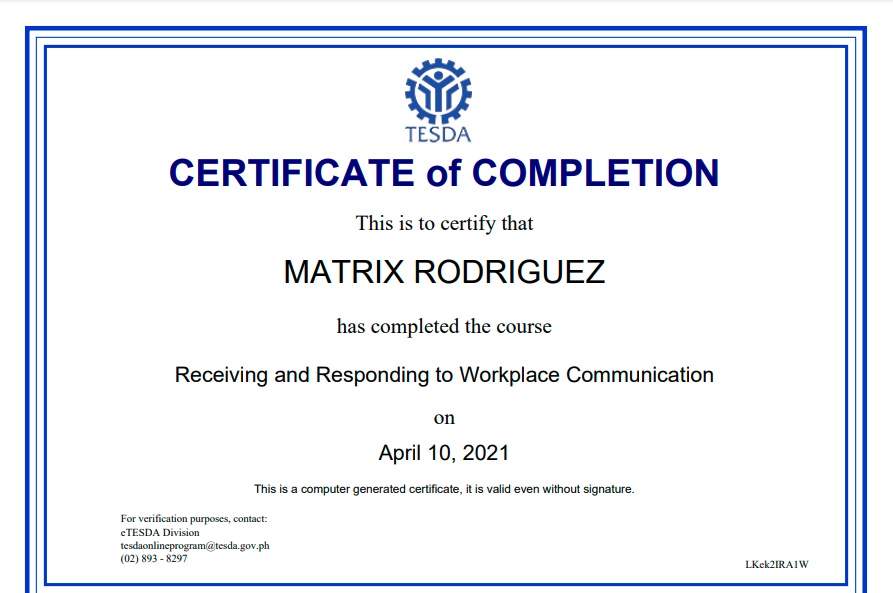 TESDA
CERTIFICATE of COMPLETION
This is to certify that
MATRIX RODRIGUEZ
has completed the course
Receiving and Responding to Workplace Communication
on
April 10, 2021
This is a computer generated certificate, it is valid even without signature.
For verification purposes, contact:
eTESDA Division
tesdaonlineprogram@tesda.gov.ph
(02) 893 - 8297
LKek2IRA1W